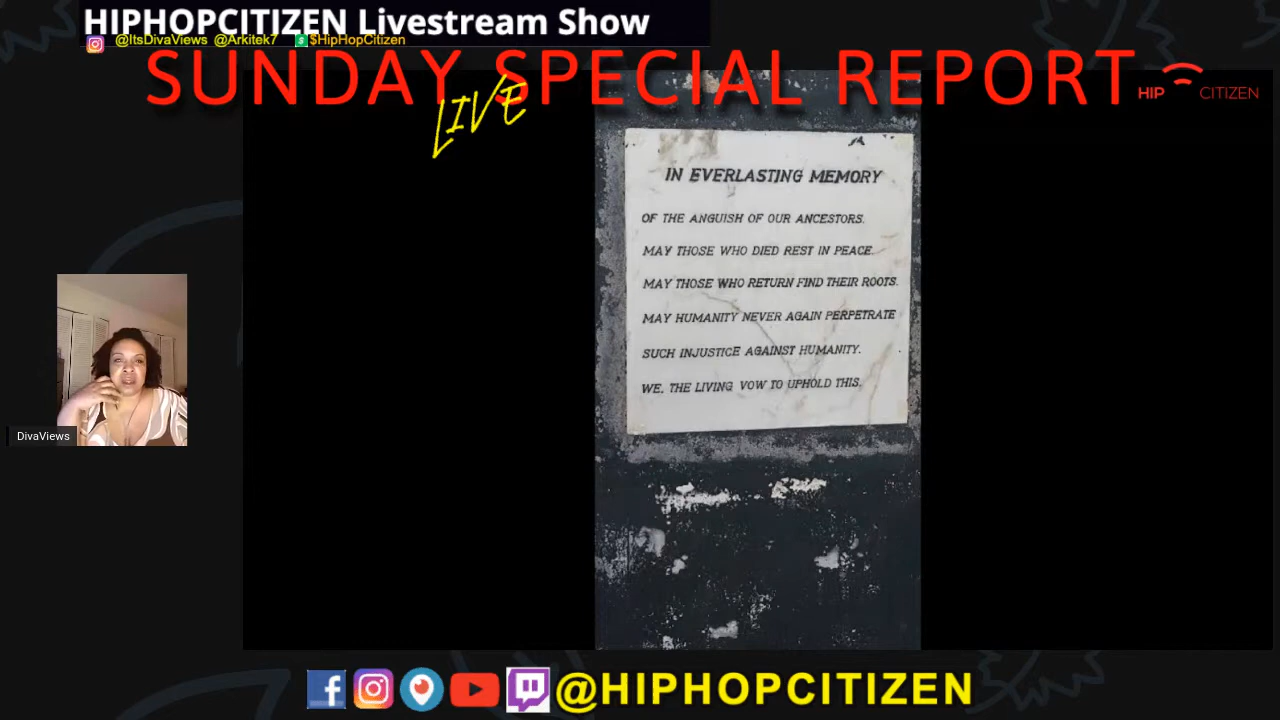 HIPHOPCITIZEN Livestream Show
@ItsDivaViews @Arkitek7 $HipHopCitizen
SUNDAY SPECIAL REPORT
LIVE
HIP CITIZEN
IN EVERLASTING MEMORY
OF THE ANGUISH OF OUR ANCESTORS.
MAY THOSE WHO DIED REST IN PEACE.
MAY THOSE WHO RETURN FIND THEIR ROOTS.
MAY HUMANITY NEVER AGAIN PERPETRATE
SUCH INJUSTICE AGAINST HUMANITY.
WE, THE LIVING VOW TO UPHOLD THIS.
DivaViews
@HIPHOPCITIZEN